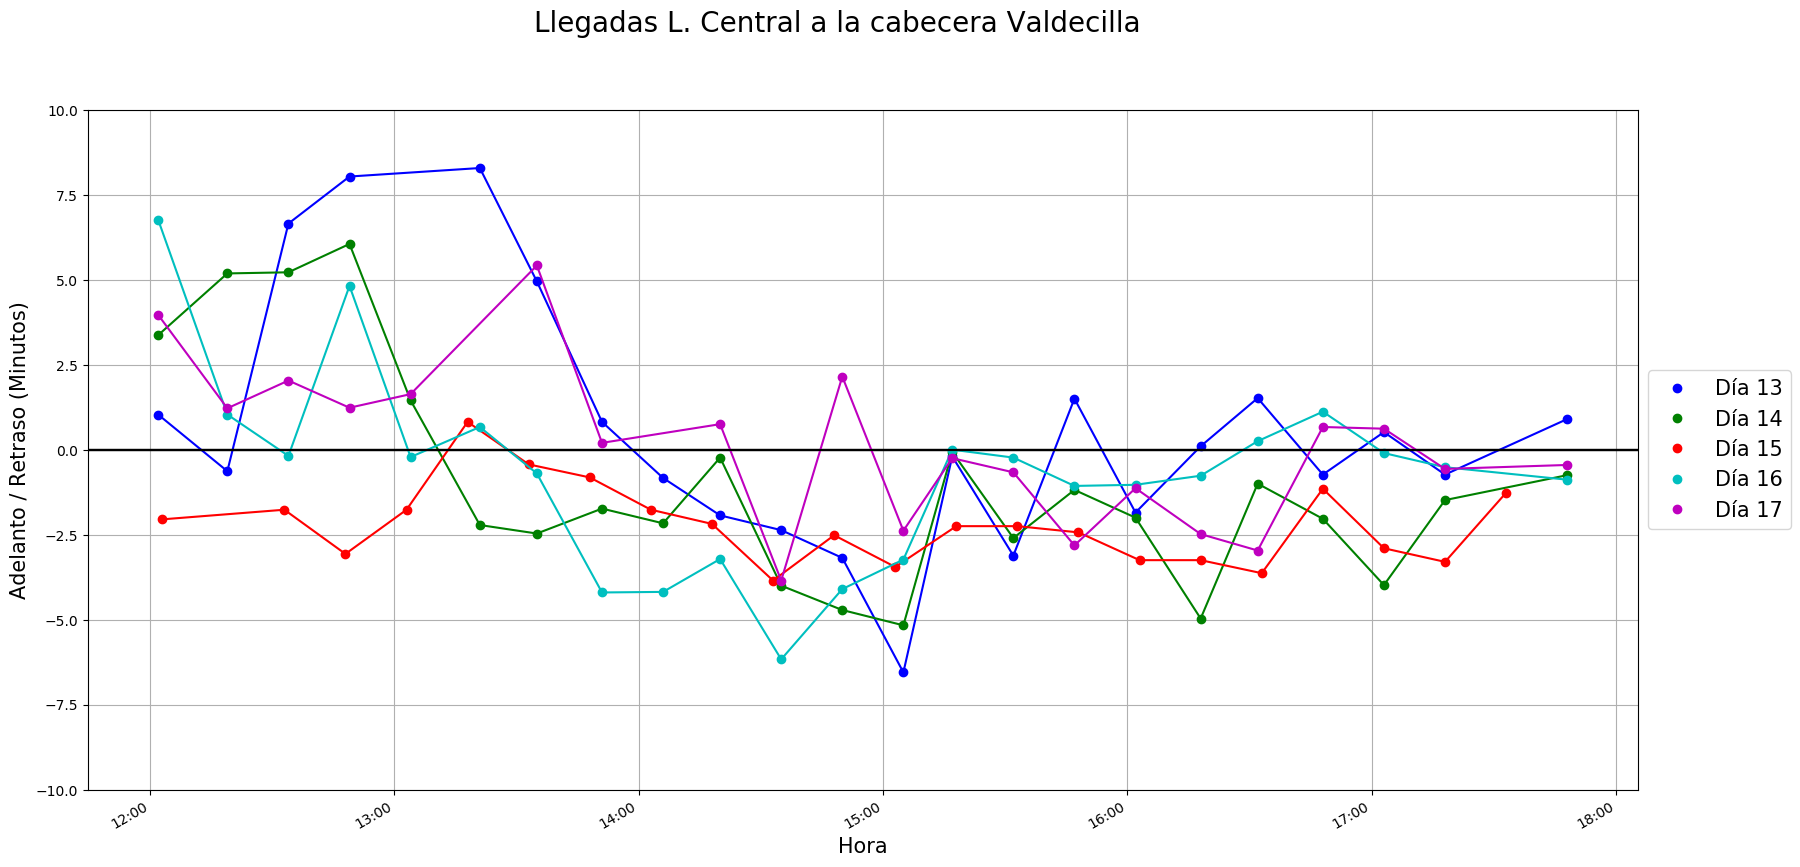 Llegadas L. Central a la cabecera Valdecilla
10.0
7.5
5.0
2.5
0.0
−2.5
−5.0
−7.5
−10.0
Adelanto / Retraso (Minutos)
12:00
13:00
14:00
15:00
16:00
17:00
18:00
Hora
Día 13
Día 14
Día 15
Día 16
Día 17